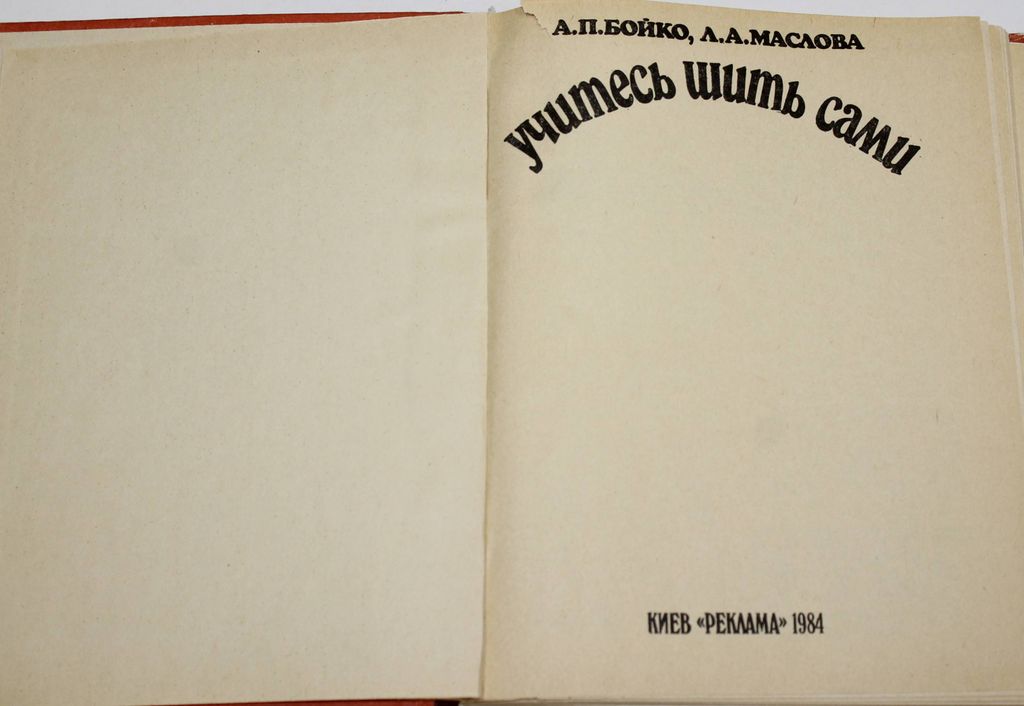 А.П.БОЙКО, Л.А.МАСЛОВА
учитесь шить сами
КИЕВ «РЕКЛАМА» 1984